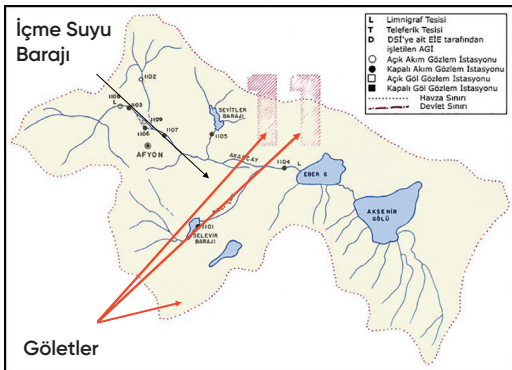 İçme Suyu
Barajı
L Limnigraf Tesisi
T Teleferik Tesisi
D DSİ'ye ait EİE tarafından
işletilen AGİ
Açık Akım Gözlem İstasyonu
Kapalı Akım Gözlem İstasyonu
Açık Göl Gözlem İstasyonu
Kapalı Göl Gözlem İstasyonu
Havza Sınırı
Devlet Sınırı
11
1102
1108
L
1103
1109
1106
1107
AFYON
SEYİTLER
BARAJI
1105
AKARÇAY
1104
L
EBER G
AKŞEHİR
GÖLÜ
1101
SELEVİR
BARAJI
Göletler